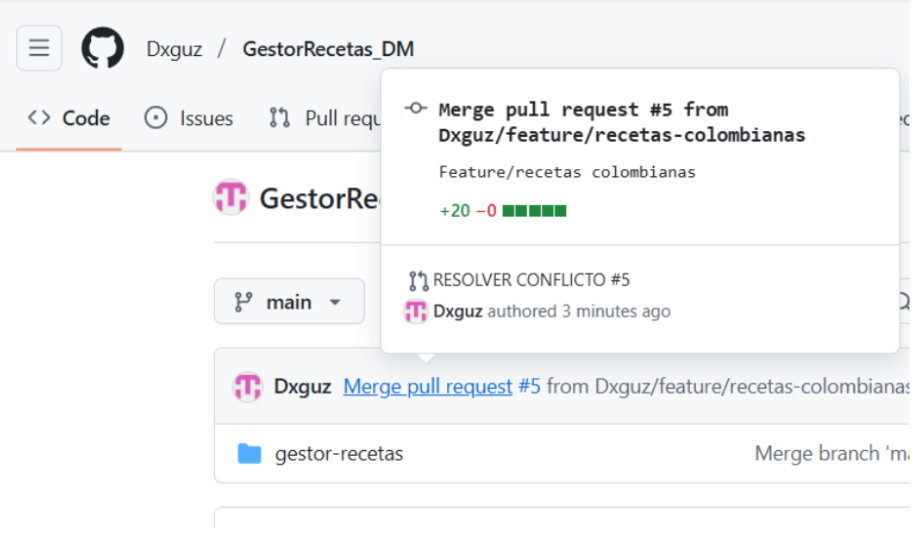 Dxguz / GestorRecetas_DM
Code Issues Pull requ
Merge pull request #5 from
Dxguz/feature/recetas-colombianas
Feature/recetas colombianas
+20 −0
GestorRe
RESOLVER CONFLICTO #5
main
Dxguz authored 3 minutes ago
Dxguz Merge pull request #5 from Dxguz/feature/recetas-colombianas
gestor-recetas Merge branch 'ma